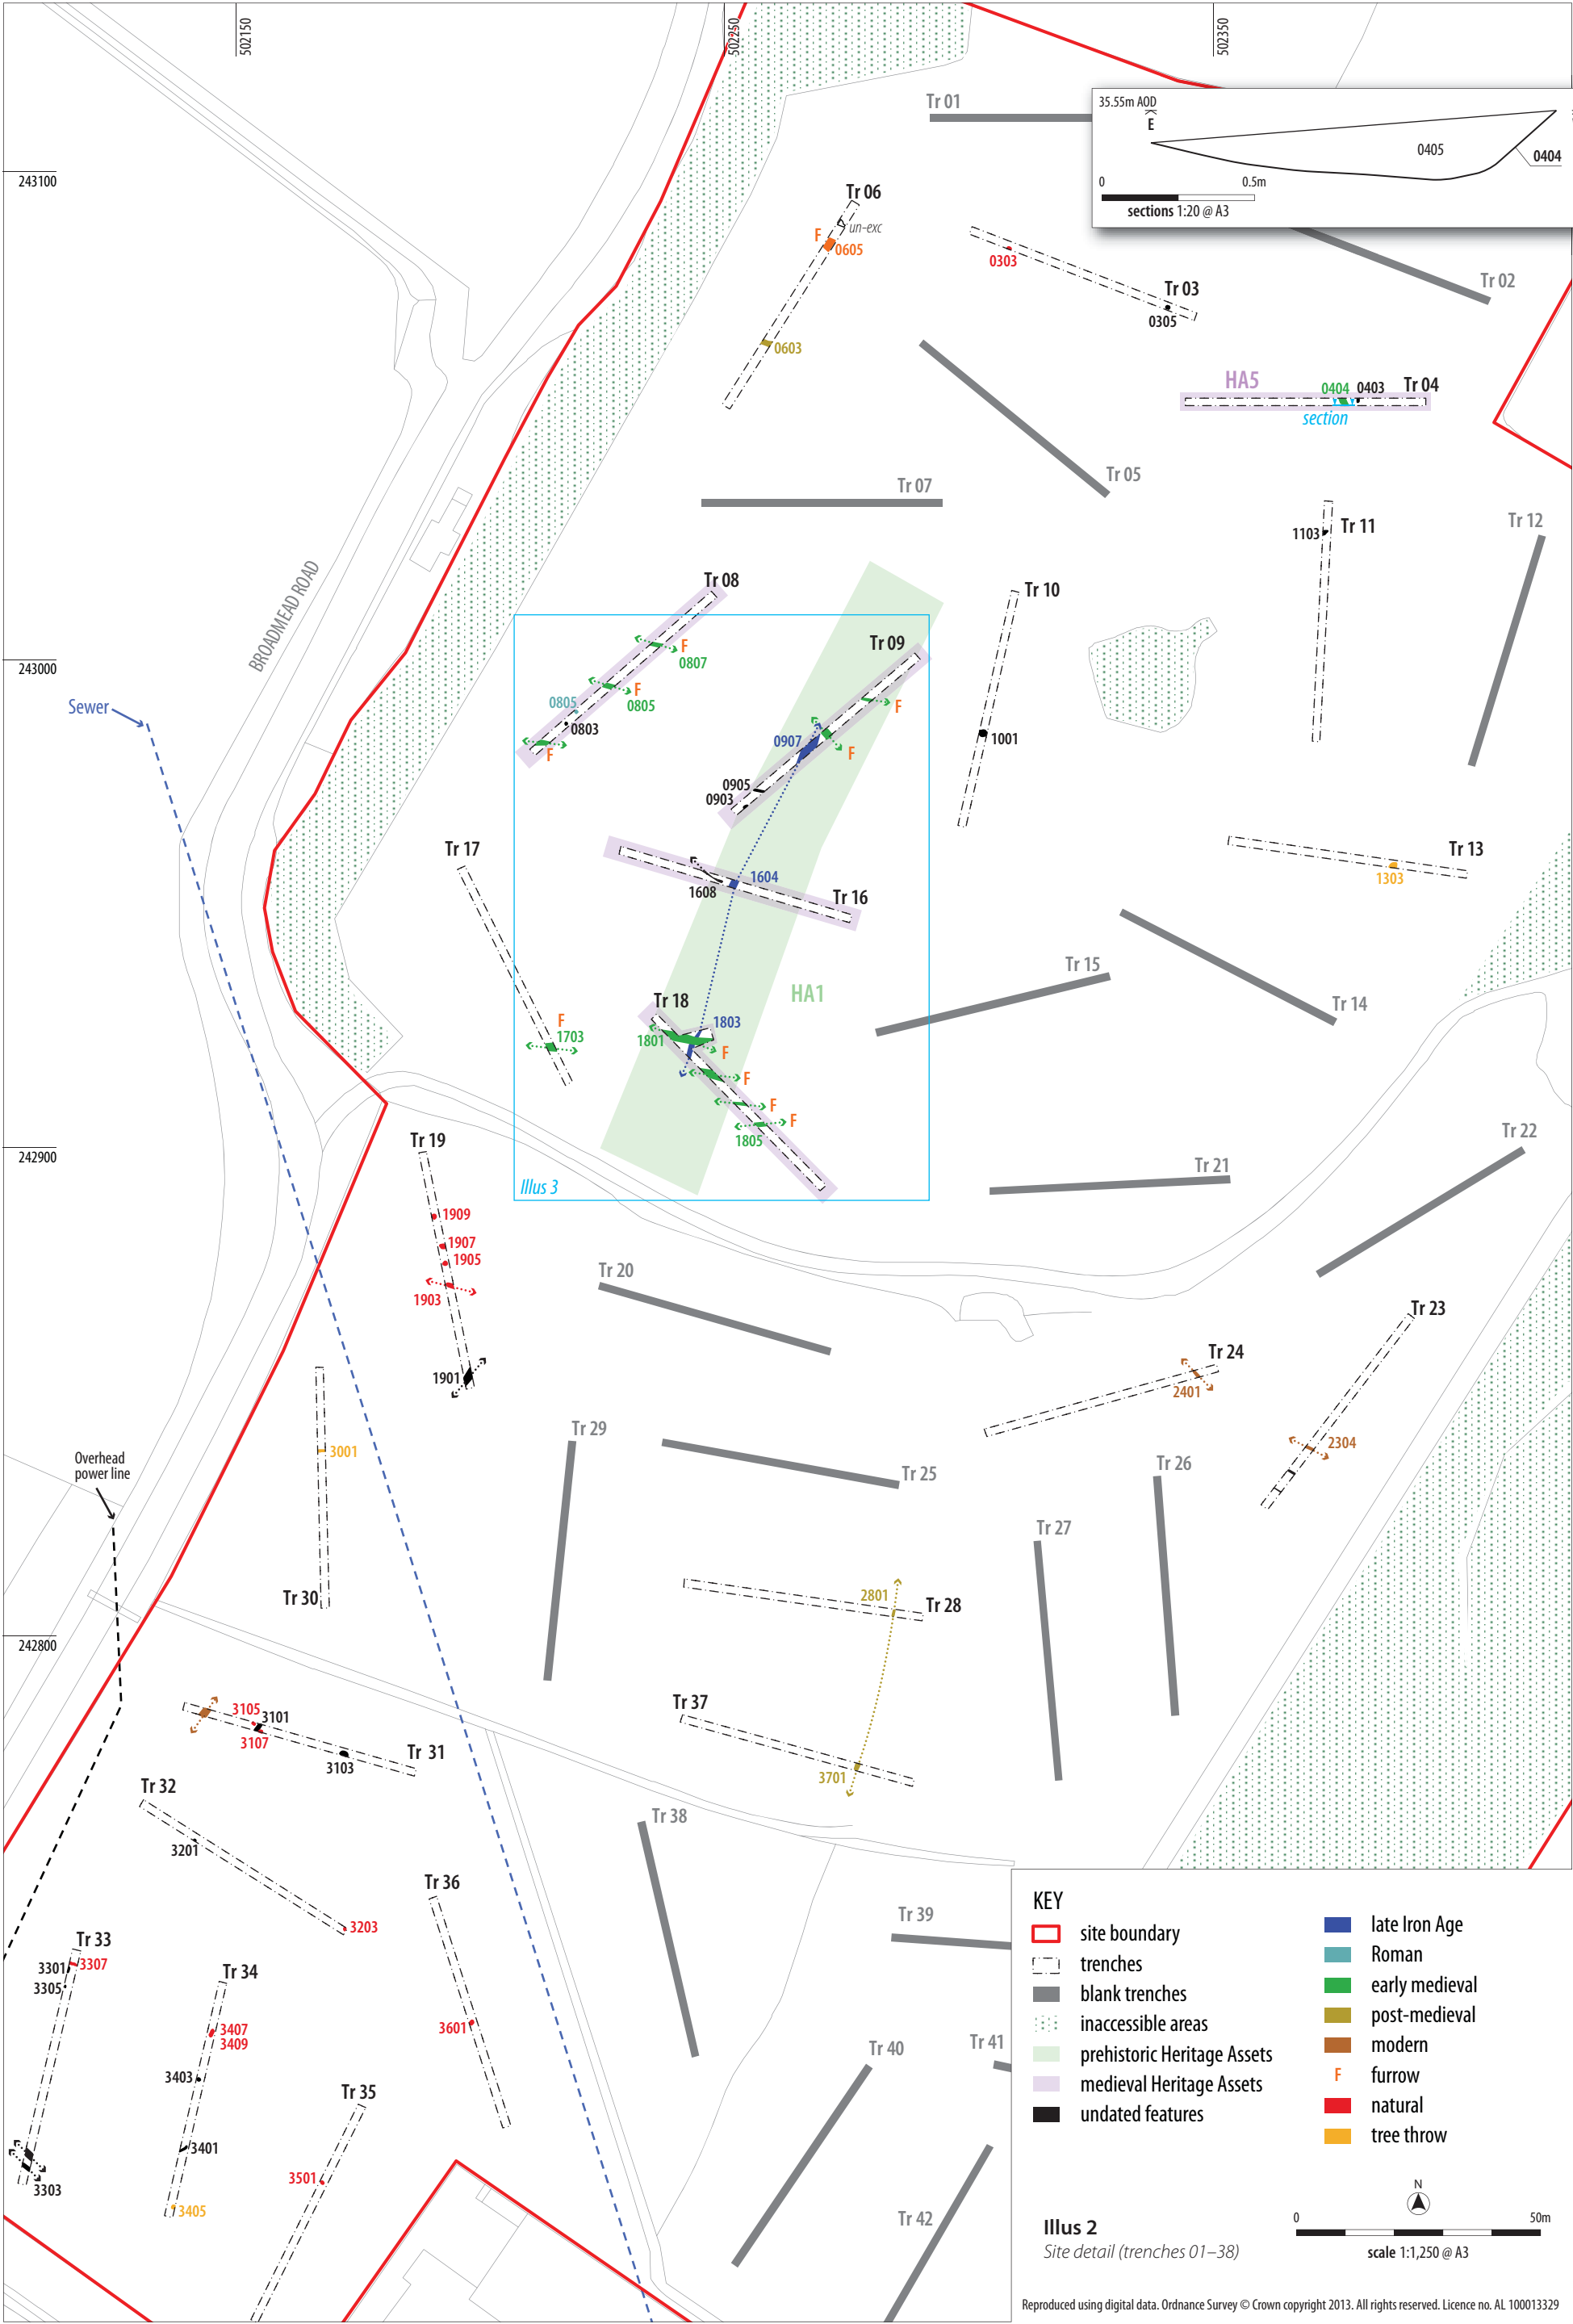 502150
502250
502350
Tr 01
35.55m AOD
E
0405
0404
0
0.5m
sections 1:20 @ A3
243100
Tr 06
un-exc
F
0605
0303
Tr 03
0305
Tr 02
0603
HA5
0404
0403
Tr 04
section
Tr 05
Tr 07
1103
Tr 11
Tr 12
BROADMEAD ROAD
Tr 08
Tr 10
243000
F
0807
Tr 09
Sewer
0805
F
0805
0803
F
F
0907
F
1001
0905
0903
Tr 17
Tr 13
1303
1604
1608
Tr 16
Tr 15
HA1
Tr 14
Tr 18
F
1703
1803
1801
F
F
F
F
1805
242900
Tr 19
Tr 22
Tr 21
Illus 3
1909
1907
1905
1903
Tr 20
Tr 23
Tr 24
2401
1901
Tr 29
3001
Overhead
power line
Tr 25
2304
Tr 26
Tr 27
Tr 30
2801
Tr 28
242800
3105
3101
3107
3103
Tr 31
Tr 37
3701
Tr 32
3201
Tr 38
3203
Tr 36
Tr 39
Tr 33
3301
3307
3305
Tr 34
3407
3409
3601
3403
Tr 40
Tr 41
Tr 35
3401
3501
3303
3405
Tr 42
KEY
site boundary
trenches
blank trenches
inaccessible areas
prehistoric Heritage Assets
medieval Heritage Assets
undated features
late Iron Age
Roman
early medieval
post-medieval
modern
F
furrow
natural
tree throw
N
0
50m
scale 1:1,250 @ A3
Illus 2
Site detail (trenches 01–38)
Reproduced using digital data. Ordnance Survey © Crown copyright 2013. All rights reserved. Licence no. AL 100013329